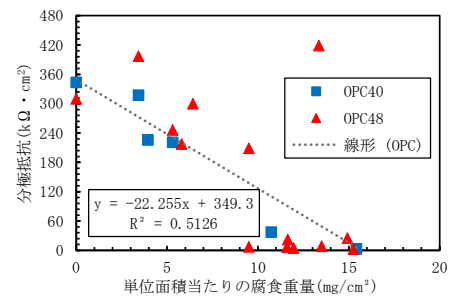 480
420
360
300
240
180
120
60
0
分極抵抗(kΩ・cm²)
OPC40
OPC48
線形 (OPC)
y = -22.255x + 349.3
R² = 0.5126
0 5 10 15 20
単位面積当たりの腐食重量(mg/cm²)